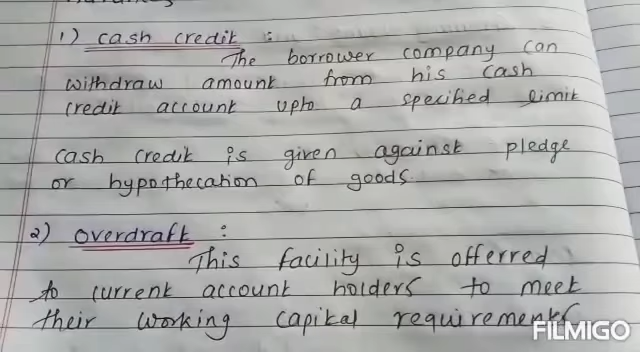 1) cash credit :
The borrower company can
withdraw amount from his cash
credit account upto a specified limit
cash credit is given against pledge
or hypothecation of goods.
2) overdraft :
This facility is offerred
to current account holders to meet
their working capital requirements
FILMIGO